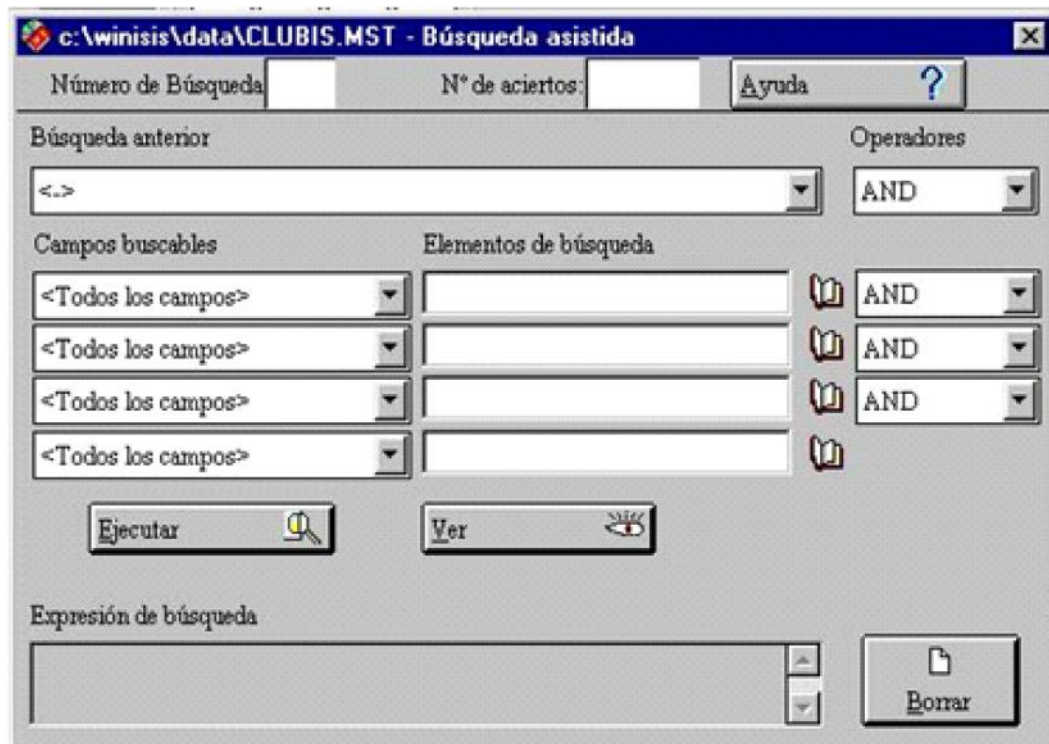 c:\winisis\data\CLUBIS.MST - Búsqueda asistida
Número de Búsqueda N° de aciertos: Ayuda ?
Búsqueda anterior Operadores
<-> AND
Campos buscables Elementos de búsqueda
<Todos los campos> AND
<Todos los campos> AND
<Todos los campos> AND
<Todos los campos>
Ejecutar Ver
Expresión de búsqueda
Borrar